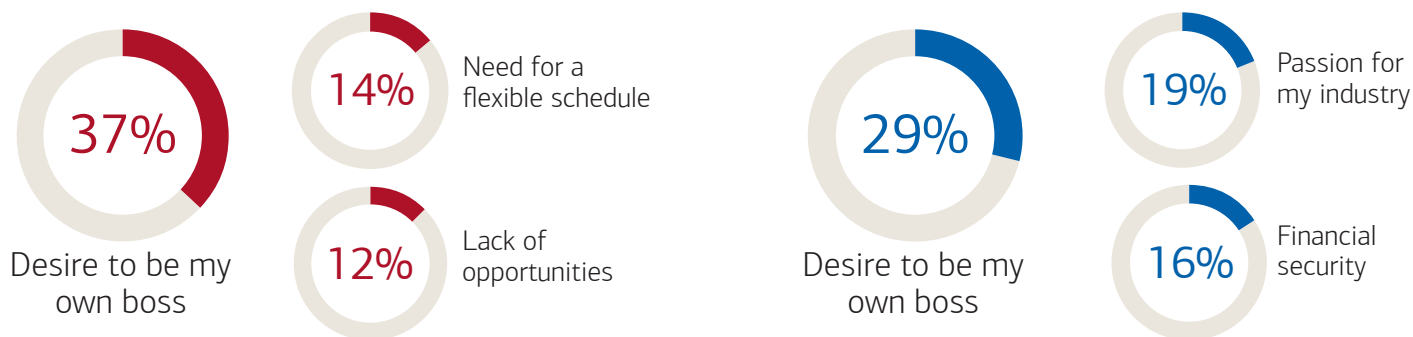 37%
Desire to be my
own boss
14%
Need for a
flexible schedule
12%
Lack of
opportunities
29%
Desire to be my
own boss
19%
Passion for
my industry
16%
Financial
security